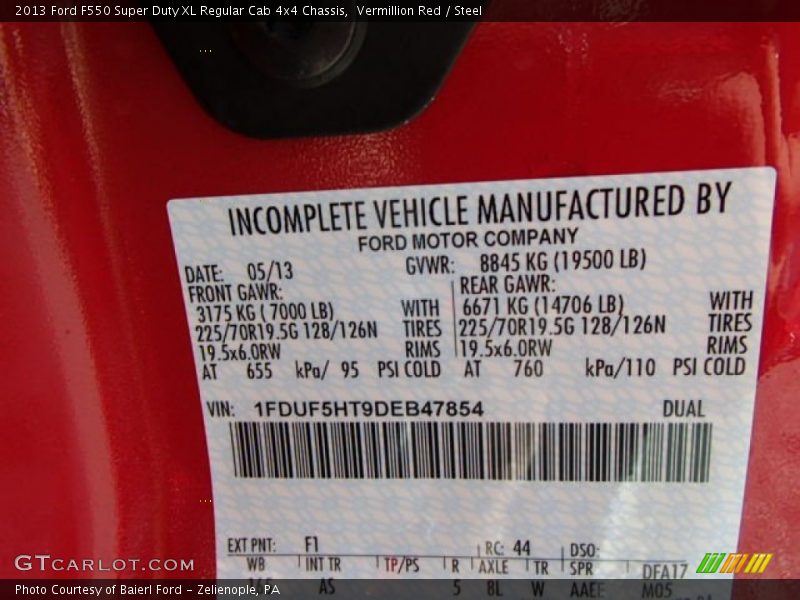 2013 Ford F550 Super Duty XL Regular Cab 4x4 Chassis, Vermillion Red / Steel
INCOMPLETE VEHICLE MANUFACTURED BY
FORD MOTOR COMPANY
DATE: 05/13 GVWR: 8845 KG (19500 LB)
FRONT GAWR: REAR GAWR:
3175 KG ( 7000 LB) WITH 6671 KG (14706 LB) WITH
225/70R19.5G 128/126N TIRES 225/70R19.5G 128/126N TIRES
19.5x6.0RW RIMS 19.5x6.0RW RIMS
AT 655 kPa/ 95 PSI COLD AT 760 kPa/110 PSI COLD
VIN: 1FDUF5HT9DEB47854 DUAL
EXT PNT: F1 RC: 44 DSO:
WB INT TR TP/PS R AXLE TR SPR DFA17
AS 5 8L W AAEE M05
GTCARLOT.COM
Photo Courtesy of Baierl Ford - Zelienople, PA